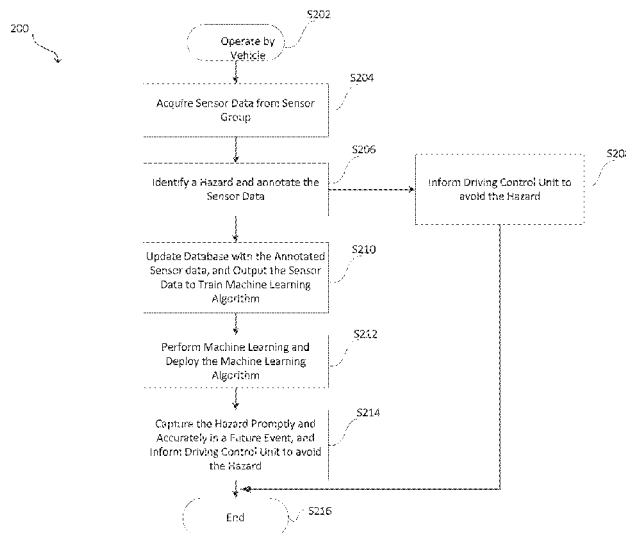 200
S202
Operate by
Vehicle
S204
Acquire Sensor Data from Sensor
Group
S206
Identify a Hazard and annotate the
Sensor Data
S208
Inform Driving Control Unit to
avoid the Hazard
S210
Update Database with the Annotated
Sensor data, and Output the Sensor
Data to Train Machine Learning
Algorithm
S212
Perform Machine Learning and
Deploy the Machine Learning
Algorithm
S214
Capture the Hazard Promptly and
Accurately in a Future Event, and
Inform Driving Control Unit to avoid
the Hazard
End
S216